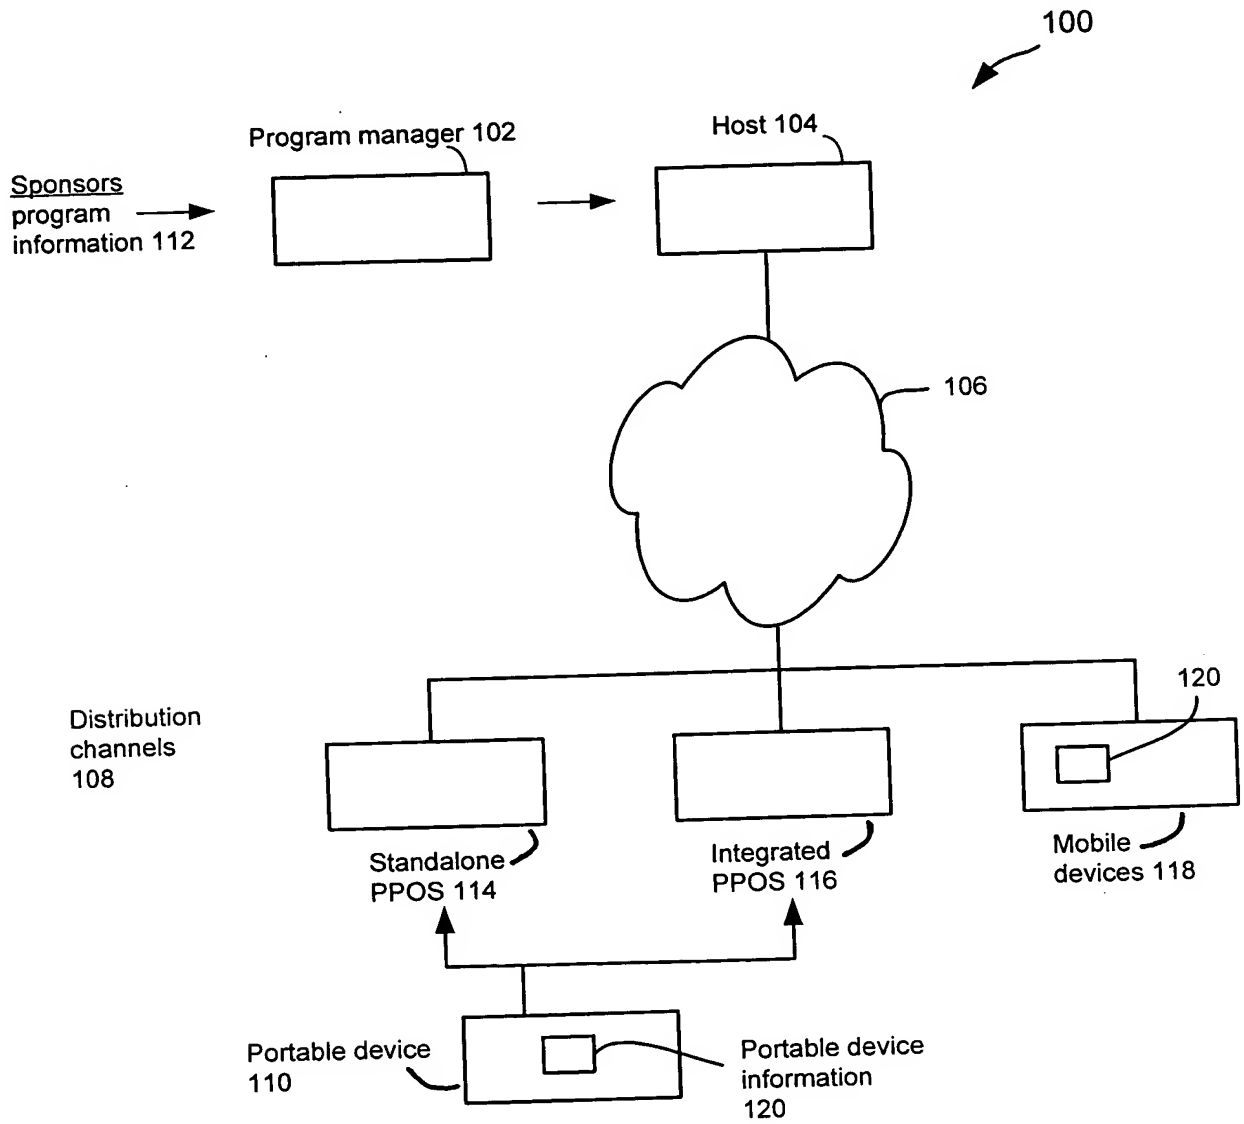 100
Program manager 102
Host 104
Sponsors
program
information 112
106
Distribution
channels
108
120
Standalone
PPOS 114
Integrated
PPOS 116
Mobile
devices 118
Portable device
110
Portable device
information
120